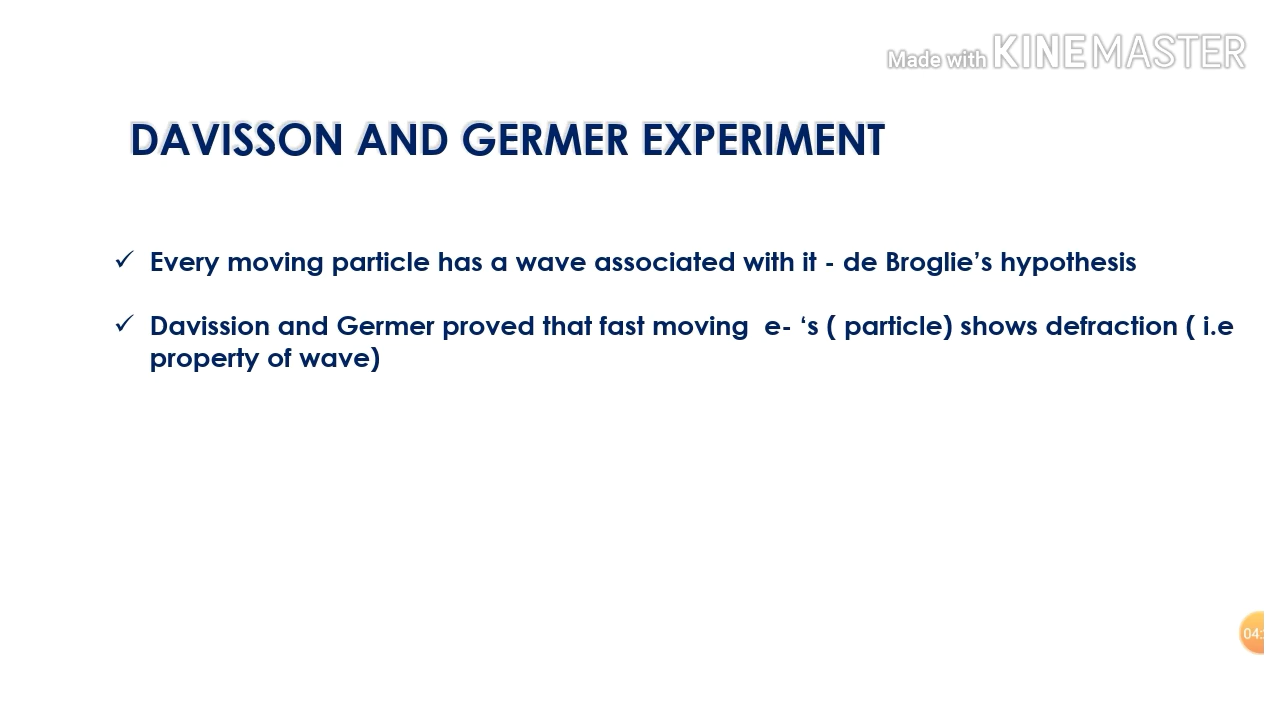 Made with KINEMASTER
DAVISSON AND GERMER EXPERIMENT
✓ Every moving particle has a wave associated with it - de Broglie’s hypothesis
✓ Davission and Germer proved that fast moving e- ‘s ( particle) shows defraction ( i.e
property of wave)
04: